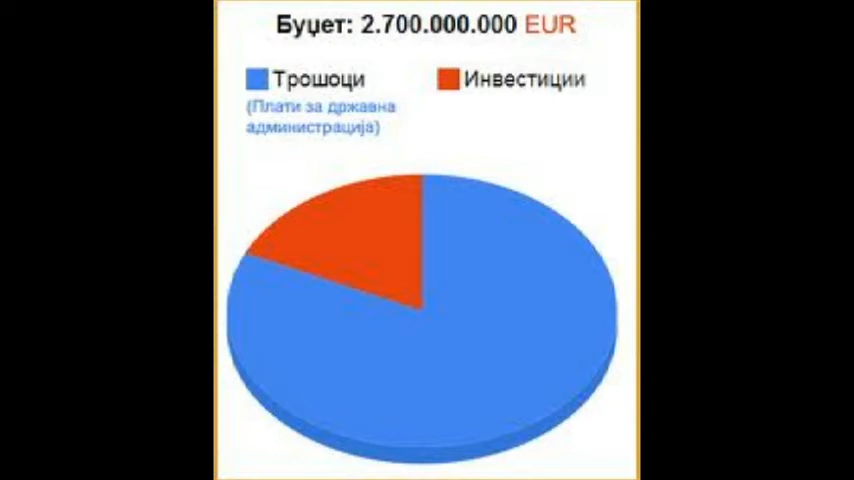 Буџет: 2.700.000.000 EUR
Трошоци
Инвестиции
(Плати за државна
администрација)